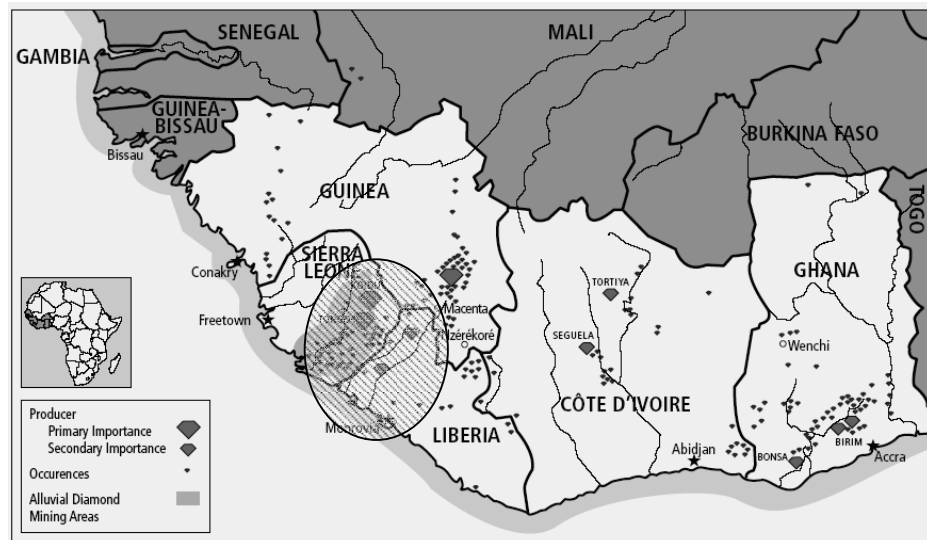 SENEGAL
MALI
GAMBIA
GUINEA-
BISSAU
Bissau
BURKINA FASO
GUINEA
TOGO
SIERRA
LEONE
GHANA
Conakry
KOIDU
TORTIYA
Macenta
Freetown
Nzérékoré
SEGUELA
Wenchi
CÔTE D'IVOIRE
Monrovia
LIBERIA
Abidjan
BIRIM
BONSA
Accra
Producer
Primary Importance
Secondary Importance
Occurences
Alluvial Diamond
Mining Areas